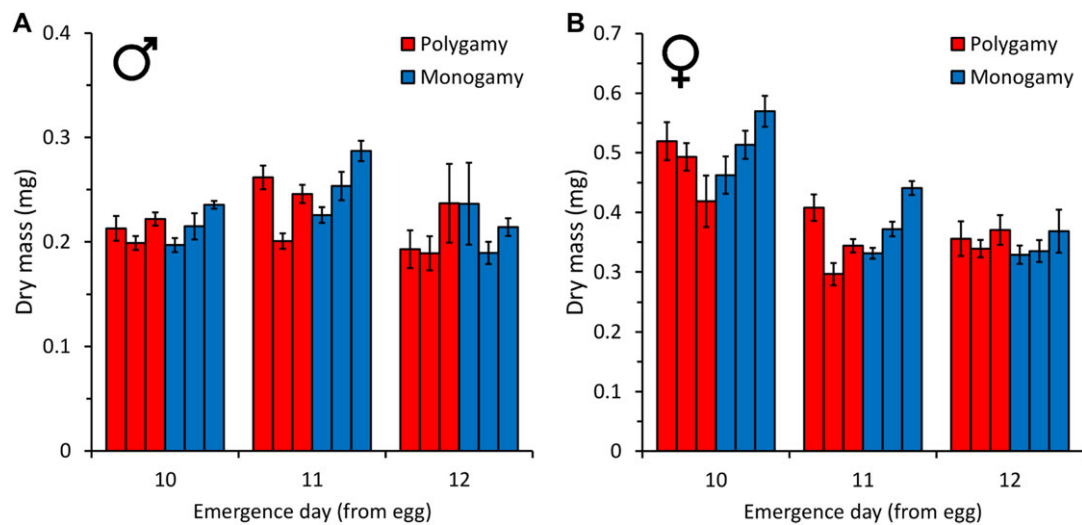 A
♂
Polygamy
Monogamy
Dry mass (mg)
0.4
0.3
0.2
0.1
0
10 11 12
Emergence day (from egg)
B
♀
Polygamy
Monogamy
Dry mass (mg)
0.7
0.6
0.5
0.4
0.3
0.2
0.1
0
10 11 12
Emergence day (from egg)